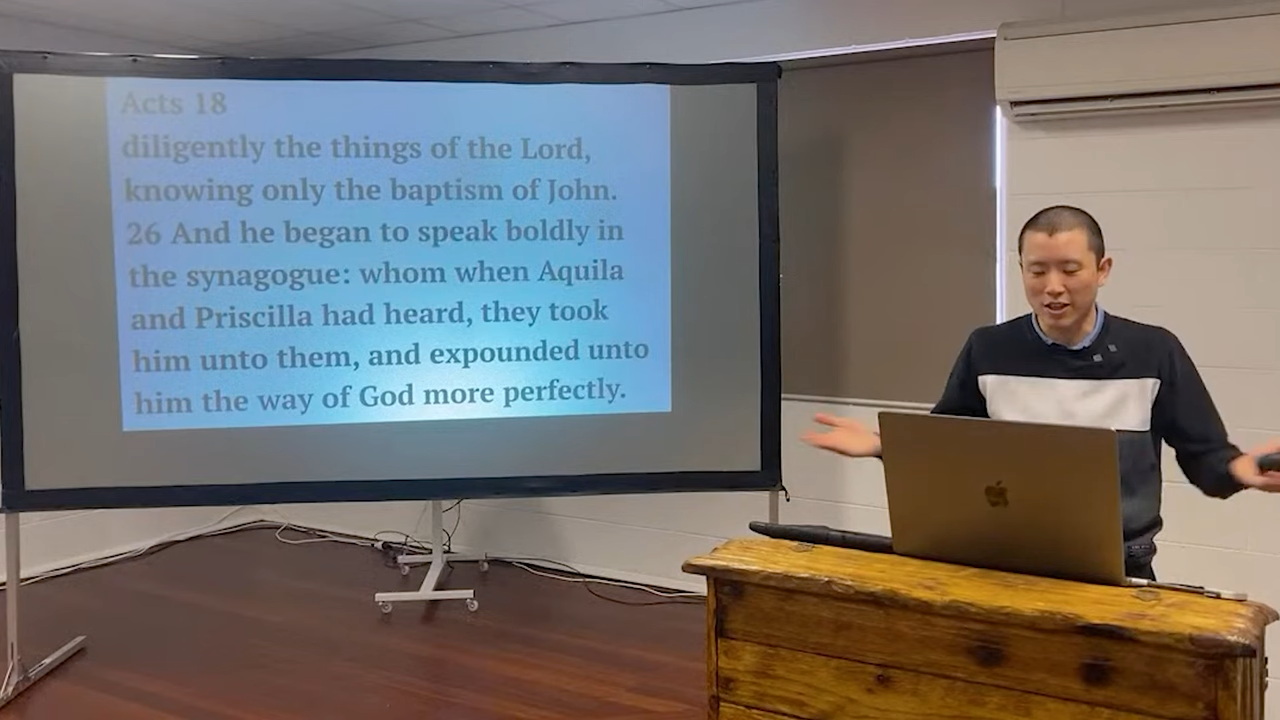 Acts 18
diligently the things of the Lord,
knowing only the baptism of John.
26 And he began to speak boldly in
the synagogue: whom when Aquila
and Priscilla had heard, they took
him unto them, and expounded unto
him the way of God more perfectly.